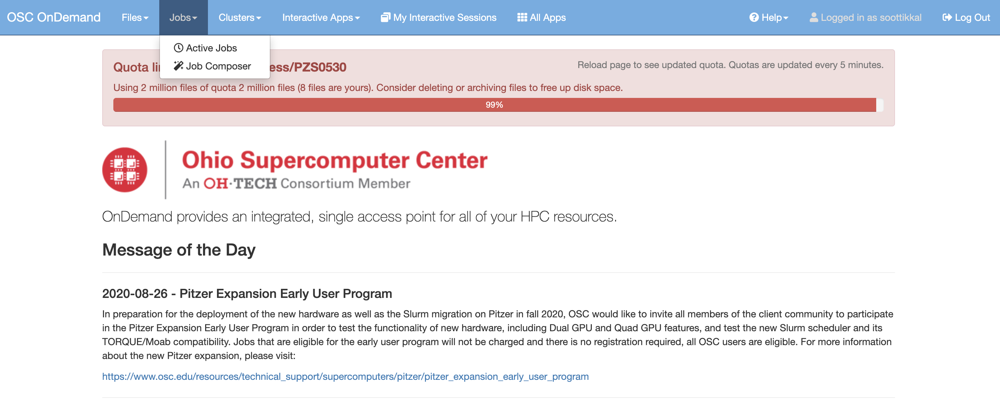 OSC OnDemand Files Jobs Clusters Interactive Apps My Interactive Sessions All Apps Help Logged in as soottikkal Log Out
Active Jobs
Job Composer
Quota ess/PZS0530 Reload page to see updated quota. Quotas are updated every 5 minutes.
Using 2 million files of quota 2 million files (8 files are yours). Consider deleting or archiving files to free up disk space.
99%
Ohio Supercomputer Center
An OH·TECH Consortium Member
OnDemand provides an integrated, single access point for all of your HPC resources.
Message of the Day
2020-08-26 - Pitzer Expansion Early User Program
In preparation for the deployment of the new hardware as well as the Slurm migration on Pitzer in fall 2020, OSC would like to invite all members of the client community to participate
in the Pitzer Expansion Early User Program in order to test the functionality of new hardware, including Dual GPU and Quad GPU features, and test the new Slurm scheduler and its
TORQUE/Moab compatibility. Jobs that are eligible for the early user program will not be charged and there is no registration required, all OSC users are eligible. For more information
about the new Pitzer expansion, please visit:
https://www.osc.edu/resources/technical_support/supercomputers/pitzer/pitzer_expansion_early_user_program